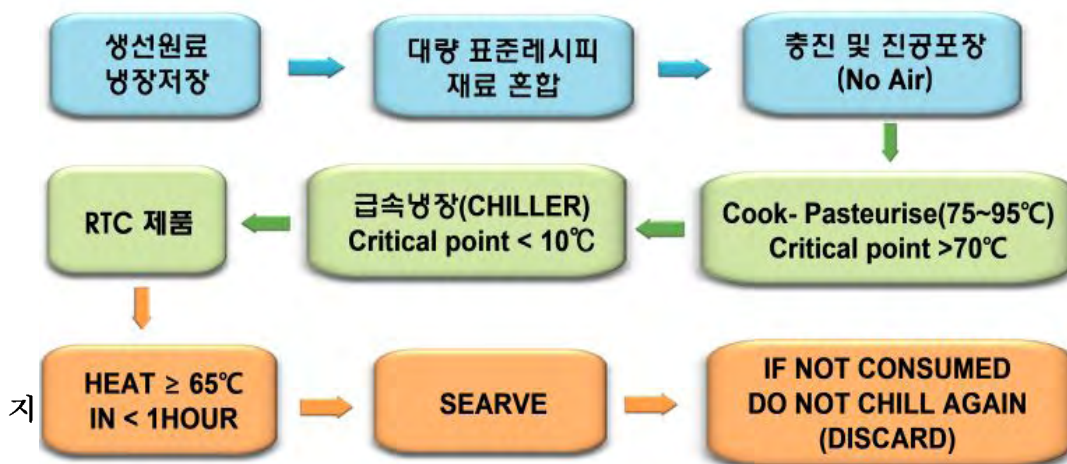 생선원료
냉장저장
대량 표준레시피
재료 혼합
충진 및 진공포장
(No Air)
Cook- Pasteurise(75~95℃)
Critical point >70℃
급속냉장(CHILLER)
Critical point < 10℃
RTC 제품
지
HEAT ≥ 65℃
IN < 1HOUR
SEARVE
IF NOT CONSUMED
DO NOT CHILL AGAIN
(DISCARD)